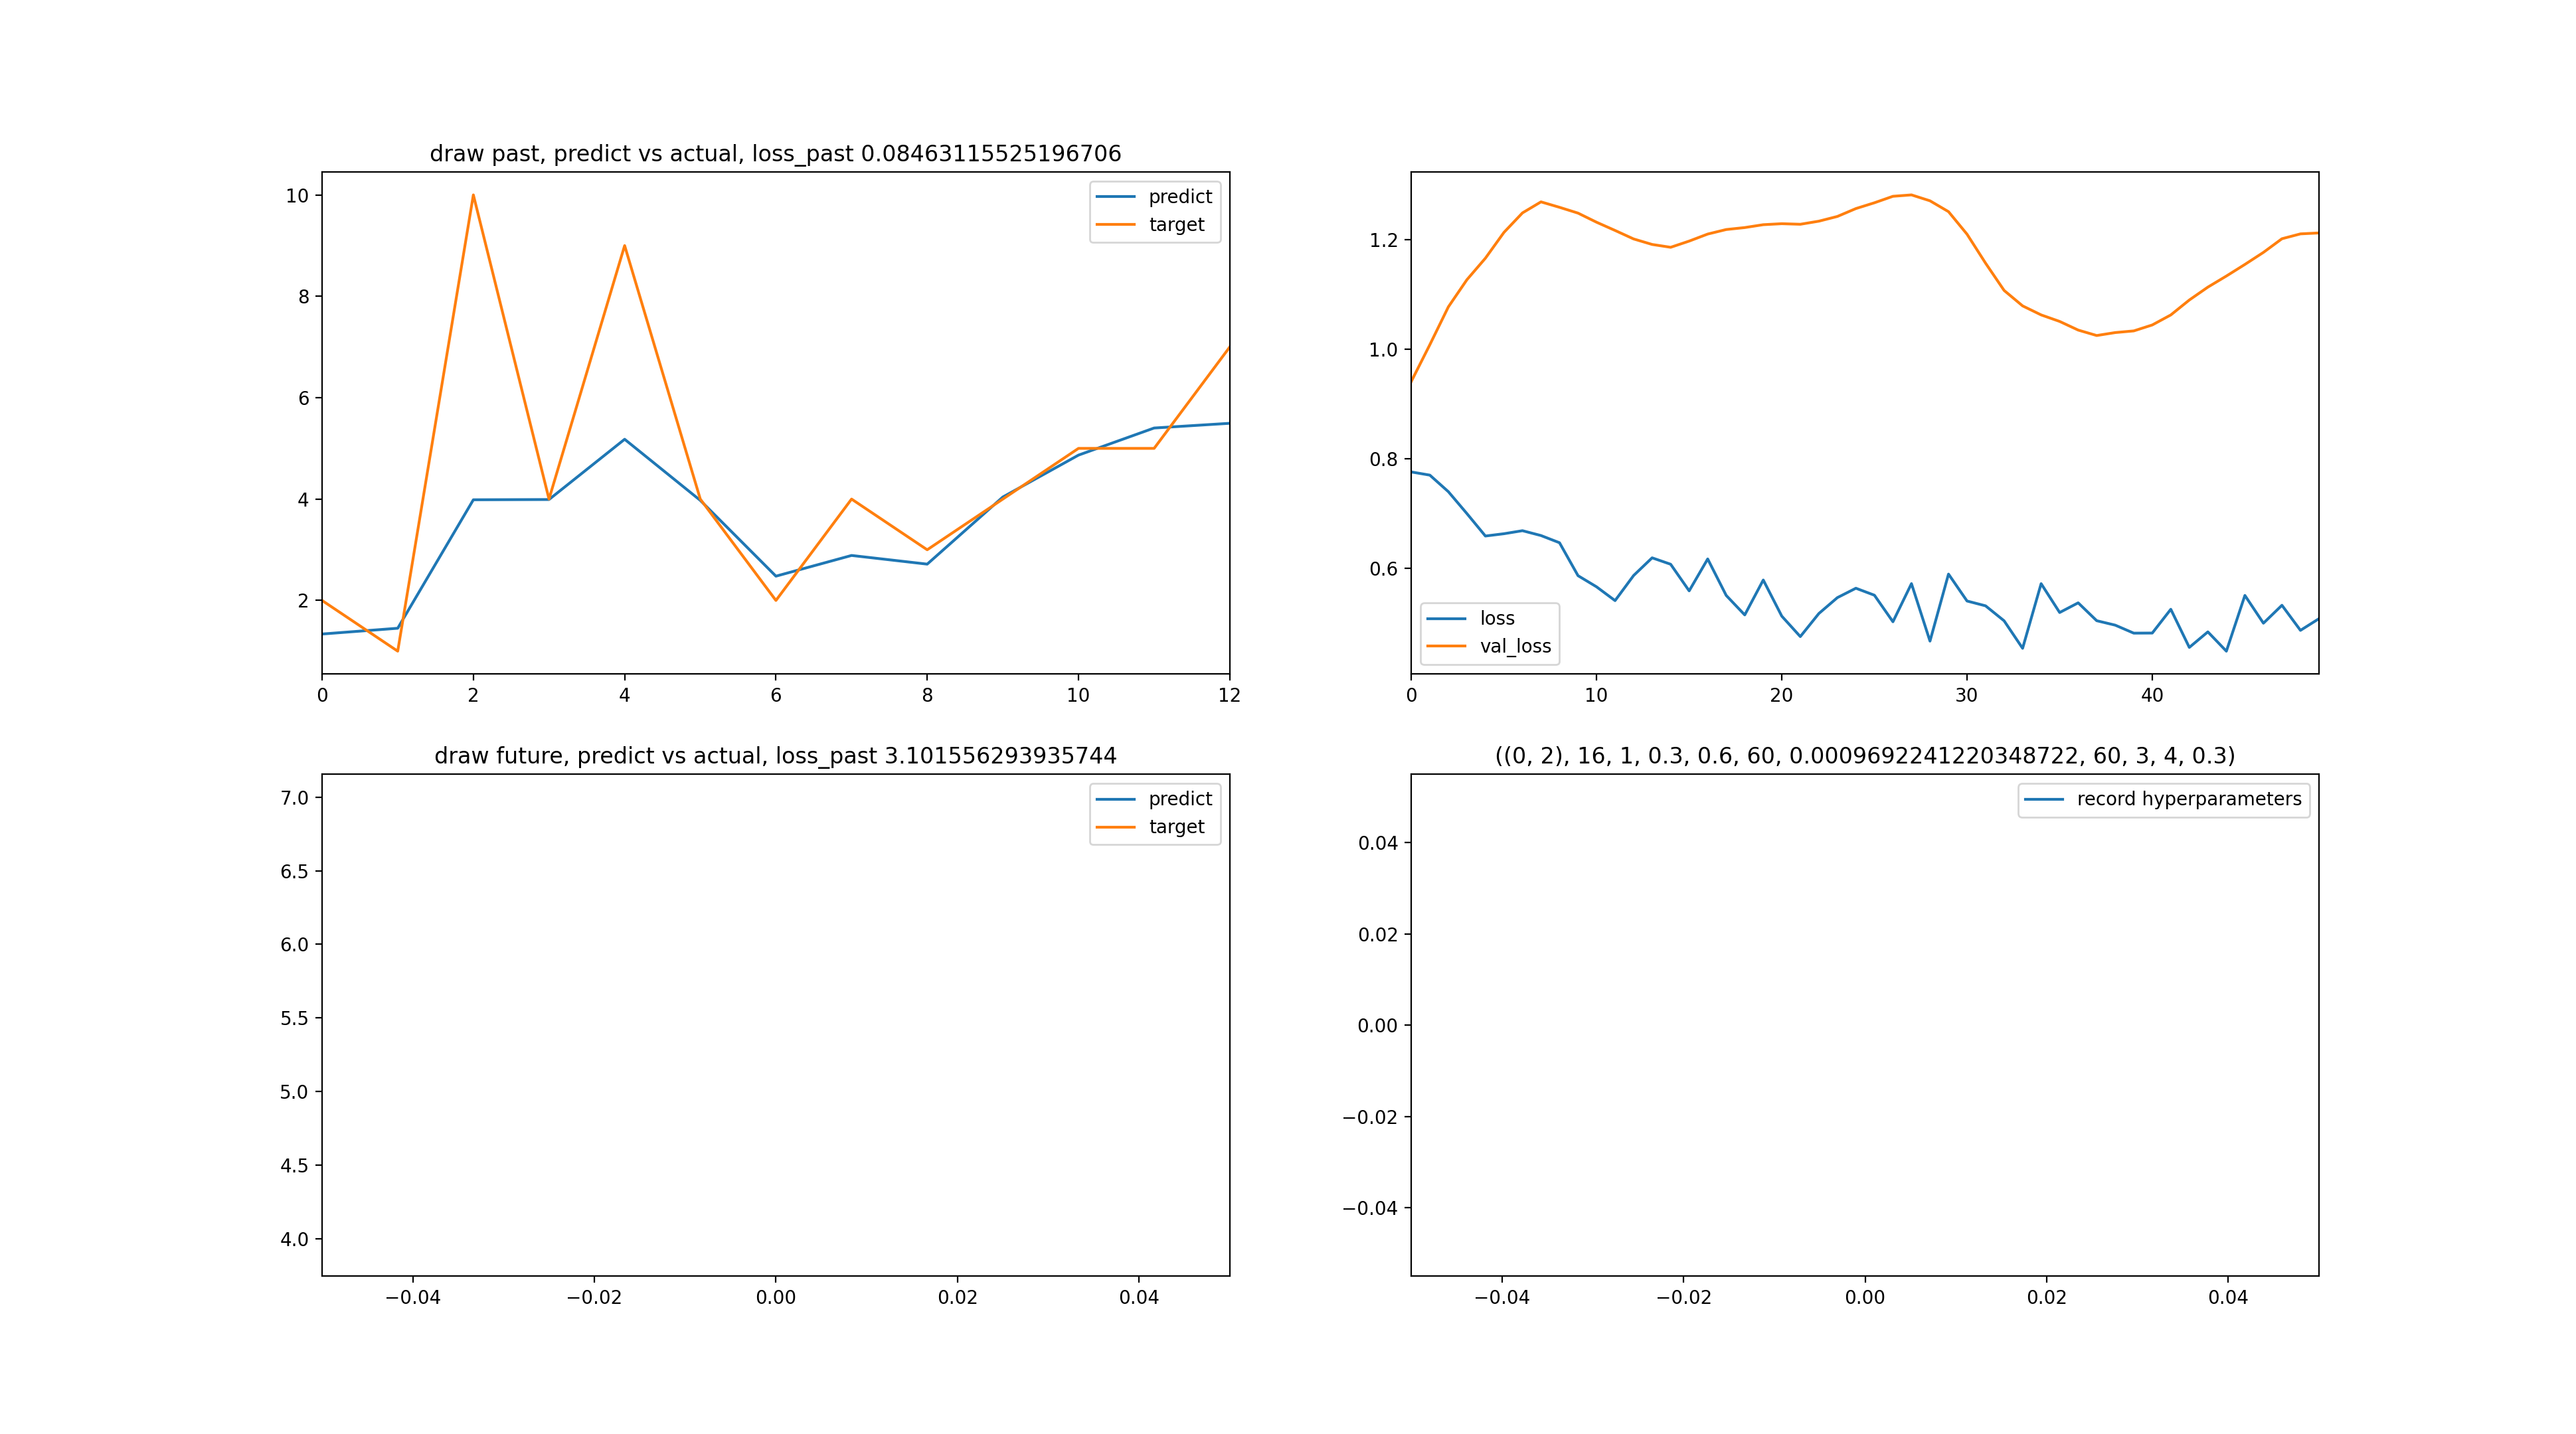 draw past, predict vs actual, loss_past 0.08463115525196706
predict
target
10
8
6
4
2
0 2 4 6 8 10 12
loss
val_loss
1.2
1.0
0.8
0.6
0 10 20 30 40
draw future, predict vs actual, loss_past 3.101556293935744
predict
target
7.0
6.5
6.0
5.5
5.0
4.5
4.0
−0.04 −0.02 0.00 0.02 0.04
((0, 2), 16, 1, 0.3, 0.6, 60, 0.0009692241220348722, 60, 3, 4, 0.3)
record hyperparameters
0.04
0.02
0.00
−0.02
−0.04
−0.04 −0.02 0.00 0.02 0.04